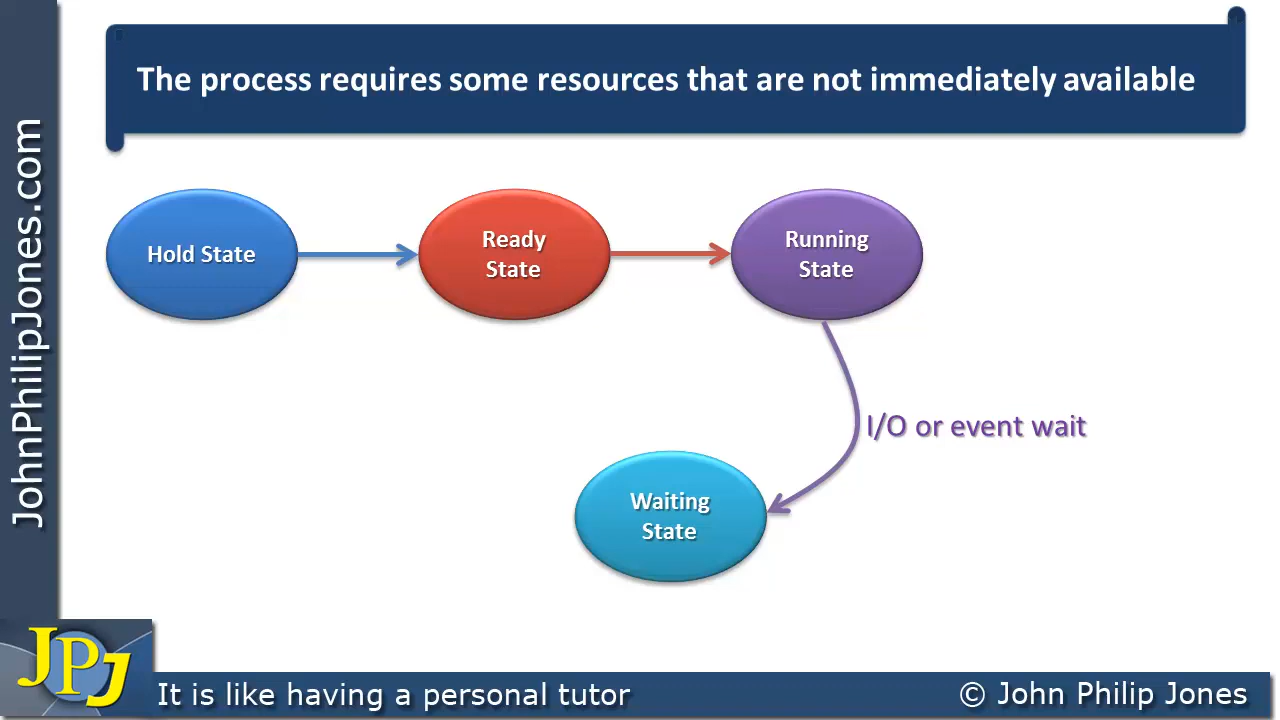 The process requires some resources that are not immediately available
Hold State
Ready
State
Running
State
I/O or event wait
Waiting
State
JohnPhilipJones.com
JPJ
It is like having a personal tutor
© John Philip Jones